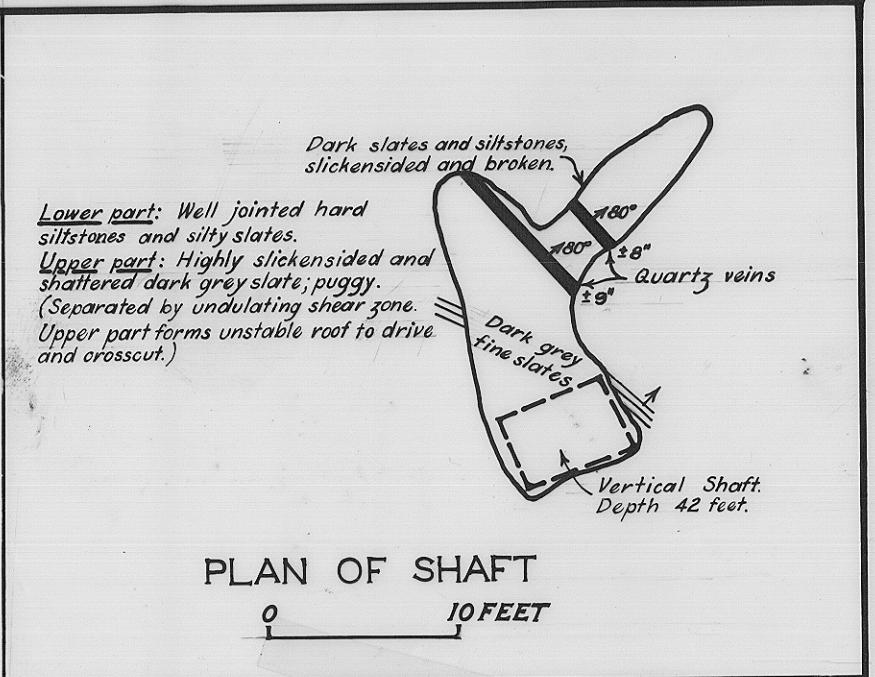 Dark slates and siltstones,
slickensided and broken.
Lower part: Well jointed hard
siltstones and silty slates.
Upper part: Highly slickensided and
shattered dark grey slate; puggy.
(Separated by undulating shear zone.
Upper part forms unstable roof to drive
and crosscut.)
80°
80°
±8"
Quartz veins
±9"
Dark grey
fine slates
Vertical Shaft.
Depth 42 feet.
PLAN OF SHAFT
0 10 FEET